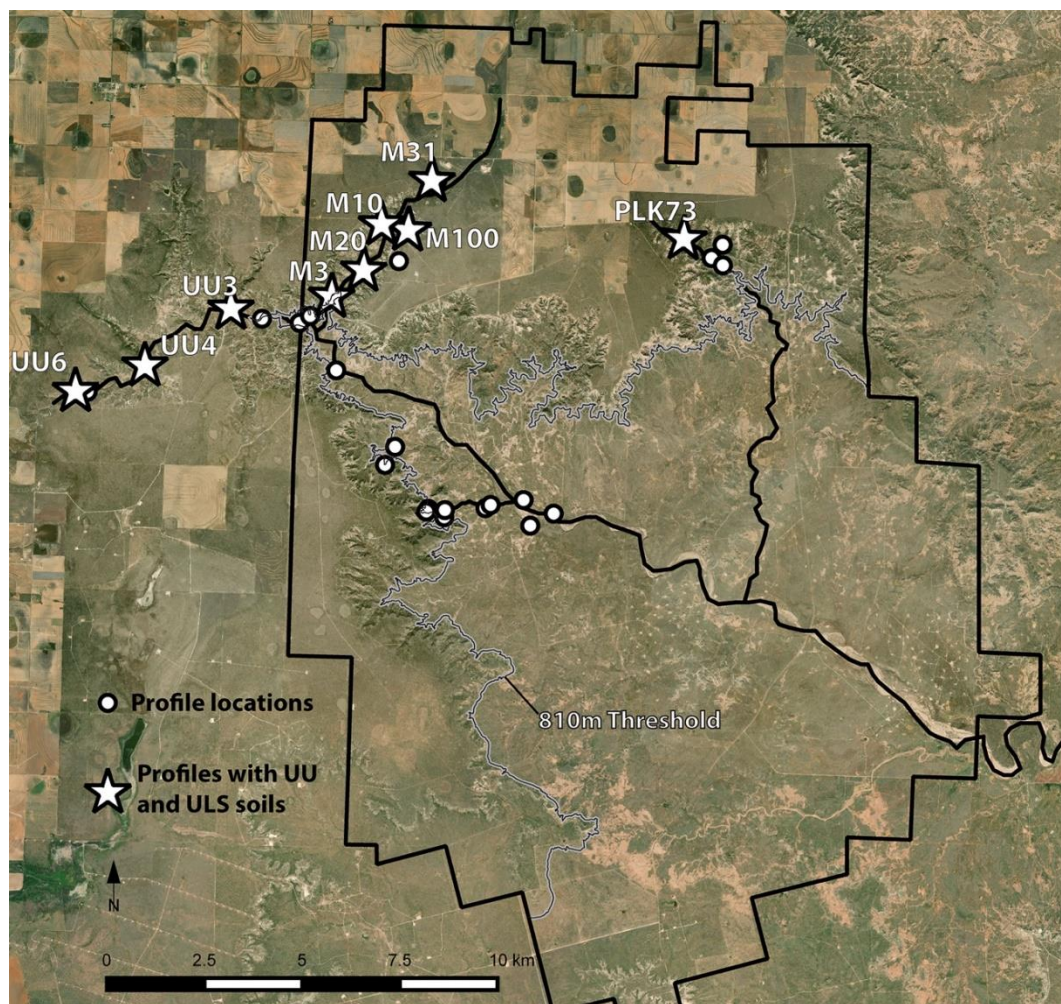 M31
M10
M20
M100
PLK73
M3
UU3
UU4
UU6
Profile locations
810m Threshold
Profiles with UU
and ULS soils
N
0 2.5 5 7.5 10 km